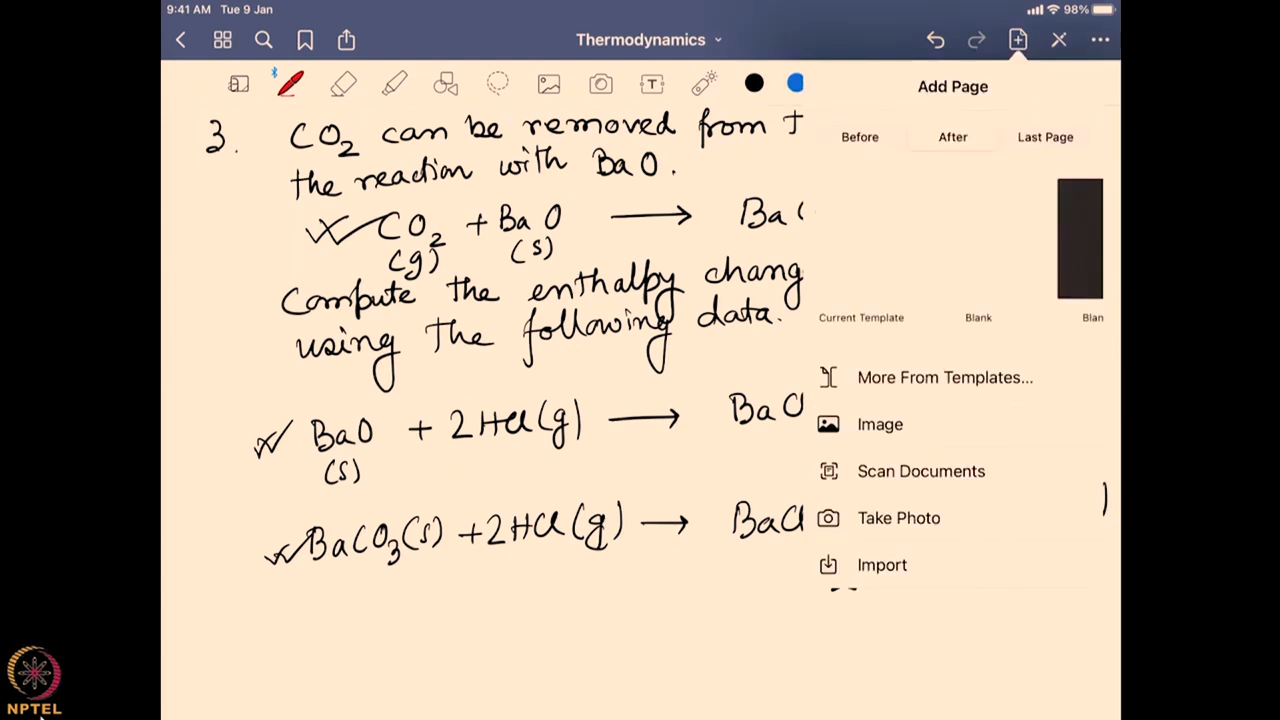 9:41 AM Tue 9 Jan
98%
Thermodynamics
3. CO2 can be removed from
the reaction with BaO.
CO2 + BaO → Ba
(g) (s)
Compute the enthalpy chang
using the following data.
BaO + 2HCl(g) → BaCl
(s)
BaCO3(s) + 2HCl(g) → BaCl
Add Page
Before After Last Page
Current Template Blank Blan
More From Templates...
Image
Scan Documents
Take Photo
Import
NPTEL